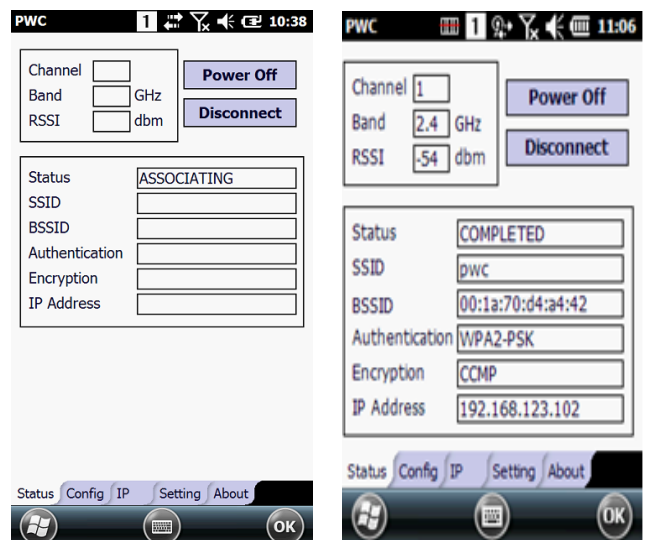 PWC 1 10:38
Channel
Power Off
Band GHz
Disconnect
RSSI dbm
Status ASSOCIATING
SSID
BSSID
Authentication
Encryption
IP Address
Status Config IP Setting About
OK
PWC 1 11:06
Channel 1
Power Off
Band 2.4 GHz
Disconnect
RSSI -54 dbm
Status COMPLETED
SSID pwc
BSSID 00:1a:70:d4:a4:42
Authentication WPA2-PSK
Encryption CCMP
IP Address 192.168.123.102
Status Config IP Setting About
OK